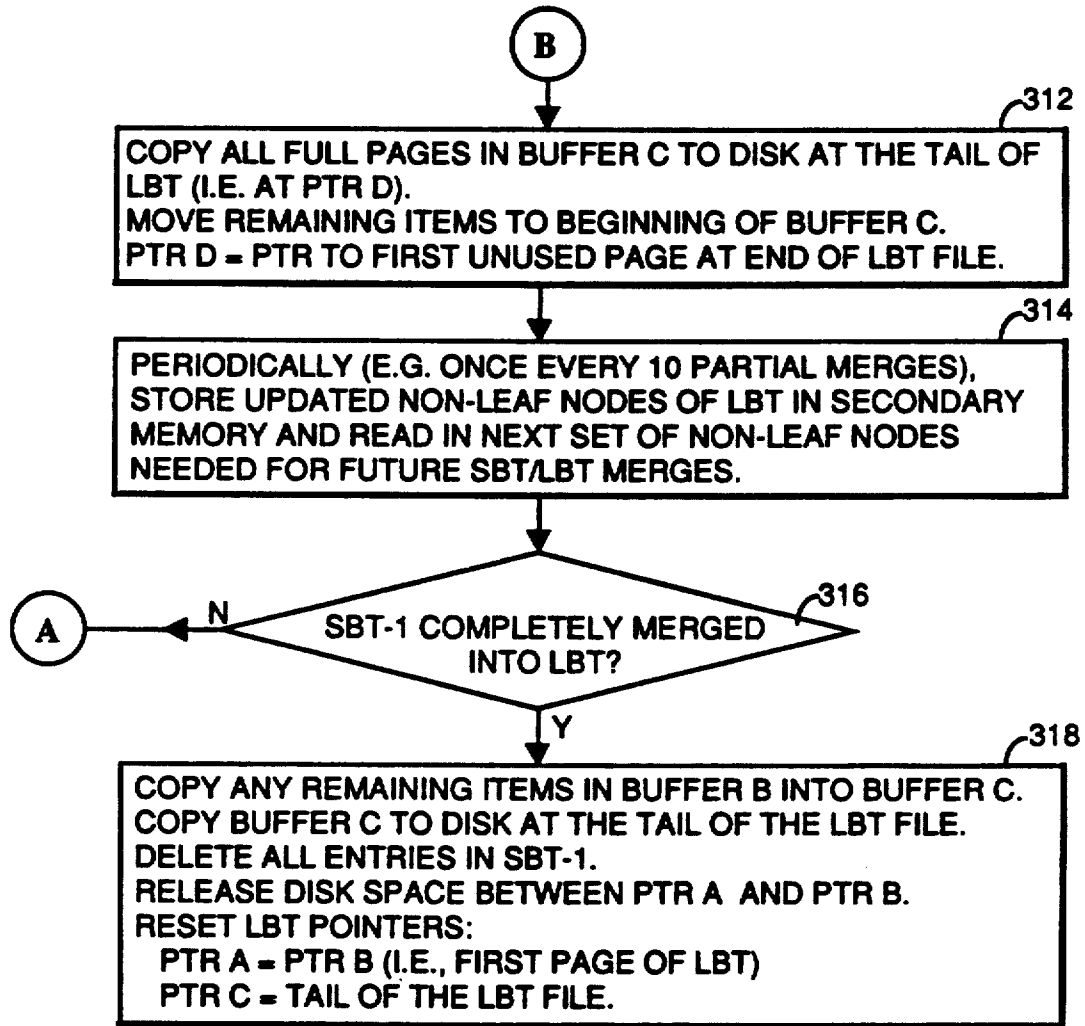 B
312
COPY ALL FULL PAGES IN BUFFER C TO DISK AT THE TAIL OF
LBT (I.E. AT PTR D).
MOVE REMAINING ITEMS TO BEGINNING OF BUFFER C.
PTR D = PTR TO FIRST UNUSED PAGE AT END OF LBT FILE.
314
PERIODICALLY (E.G. ONCE EVERY 10 PARTIAL MERGES),
STORE UPDATED NON-LEAF NODES OF LBT IN SECONDARY
MEMORY AND READ IN NEXT SET OF NON-LEAF NODES
NEEDED FOR FUTURE SBT/LBT MERGES.
316
A
N
SBT-1 COMPLETELY MERGED
INTO LBT?
Y
318
COPY ANY REMAINING ITEMS IN BUFFER B INTO BUFFER C.
COPY BUFFER C TO DISK AT THE TAIL OF THE LBT FILE.
DELETE ALL ENTRIES IN SBT-1.
RELEASE DISK SPACE BETWEEN PTR A AND PTR B.
RESET LBT POINTERS:
PTR A = PTR B (I.E., FIRST PAGE OF LBT)
PTR C = TAIL OF THE LBT FILE.